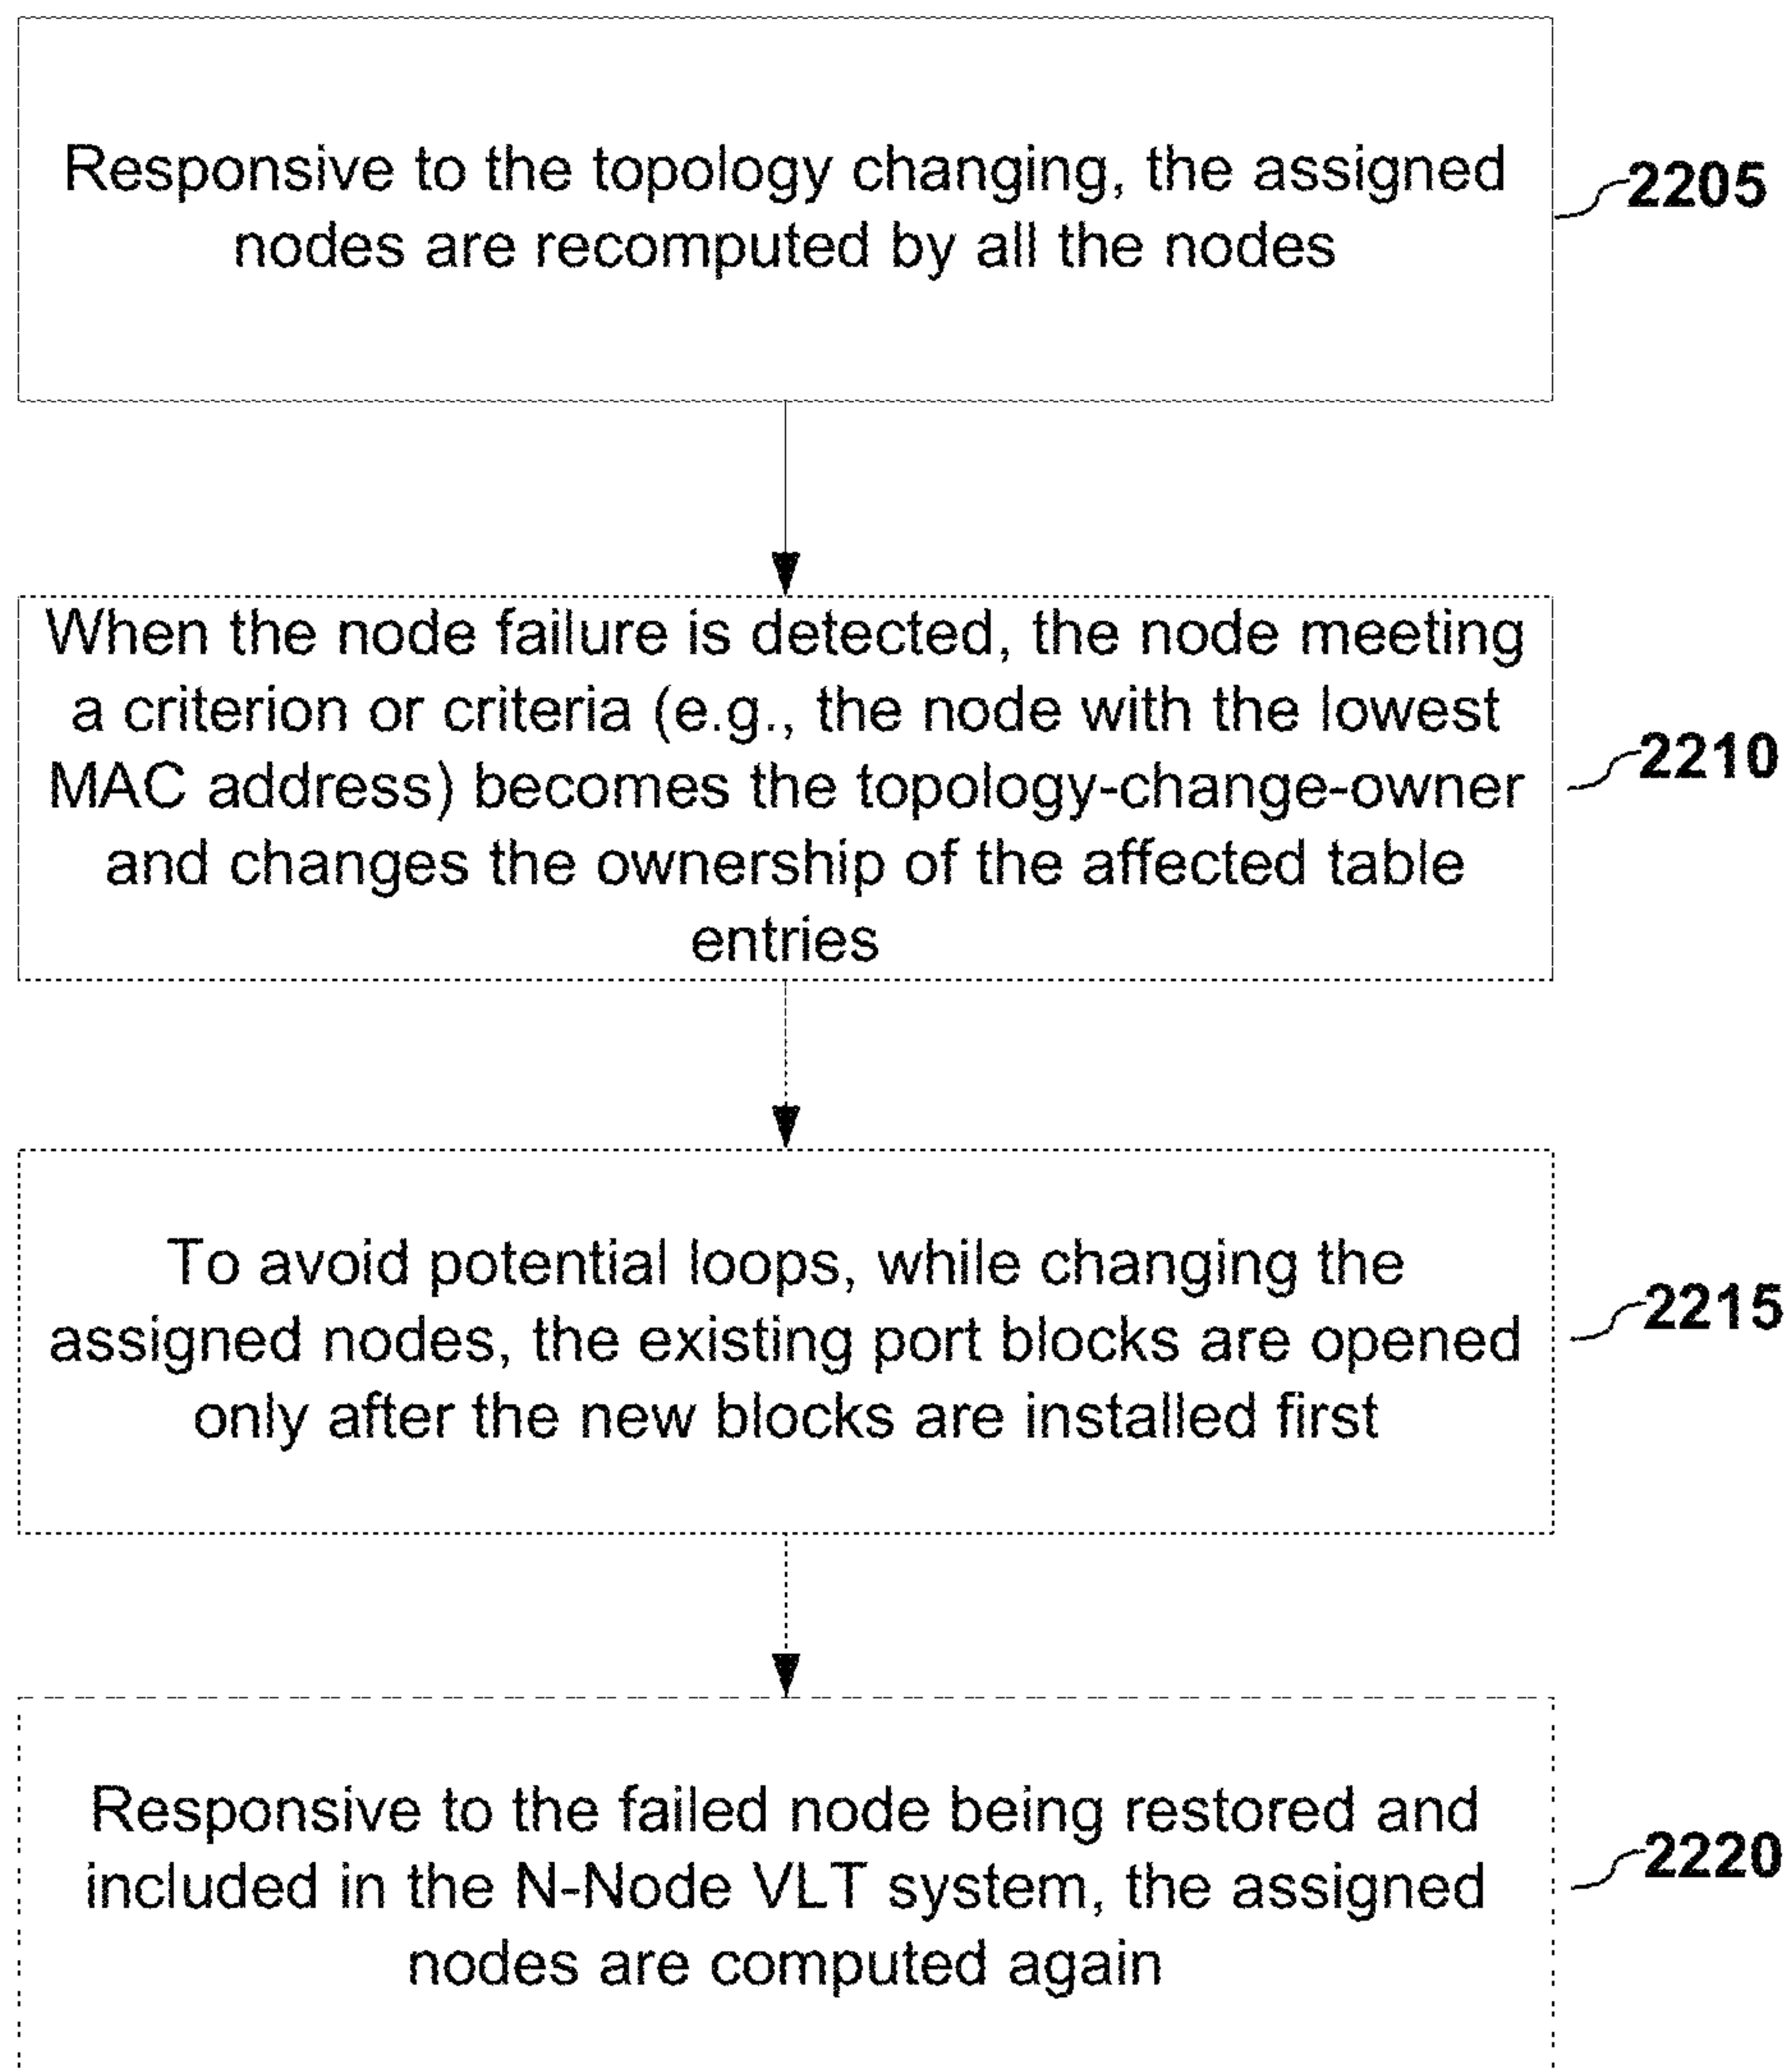 Responsive to the topology changing, the assigned
nodes are recomputed by all the nodes
2205
When the node failure is detected, the node meeting
a criterion or criteria (e.g., the node with the lowest
MAC address) becomes the topology-change-owner
and changes the ownership of the affected table
entries
2210
To avoid potential loops, while changing the
assigned nodes, the existing port blocks are opened
only after the new blocks are installed first
2215
Responsive to the failed node being restored and
included in the N-Node VLT system, the assigned
nodes are computed again
2220